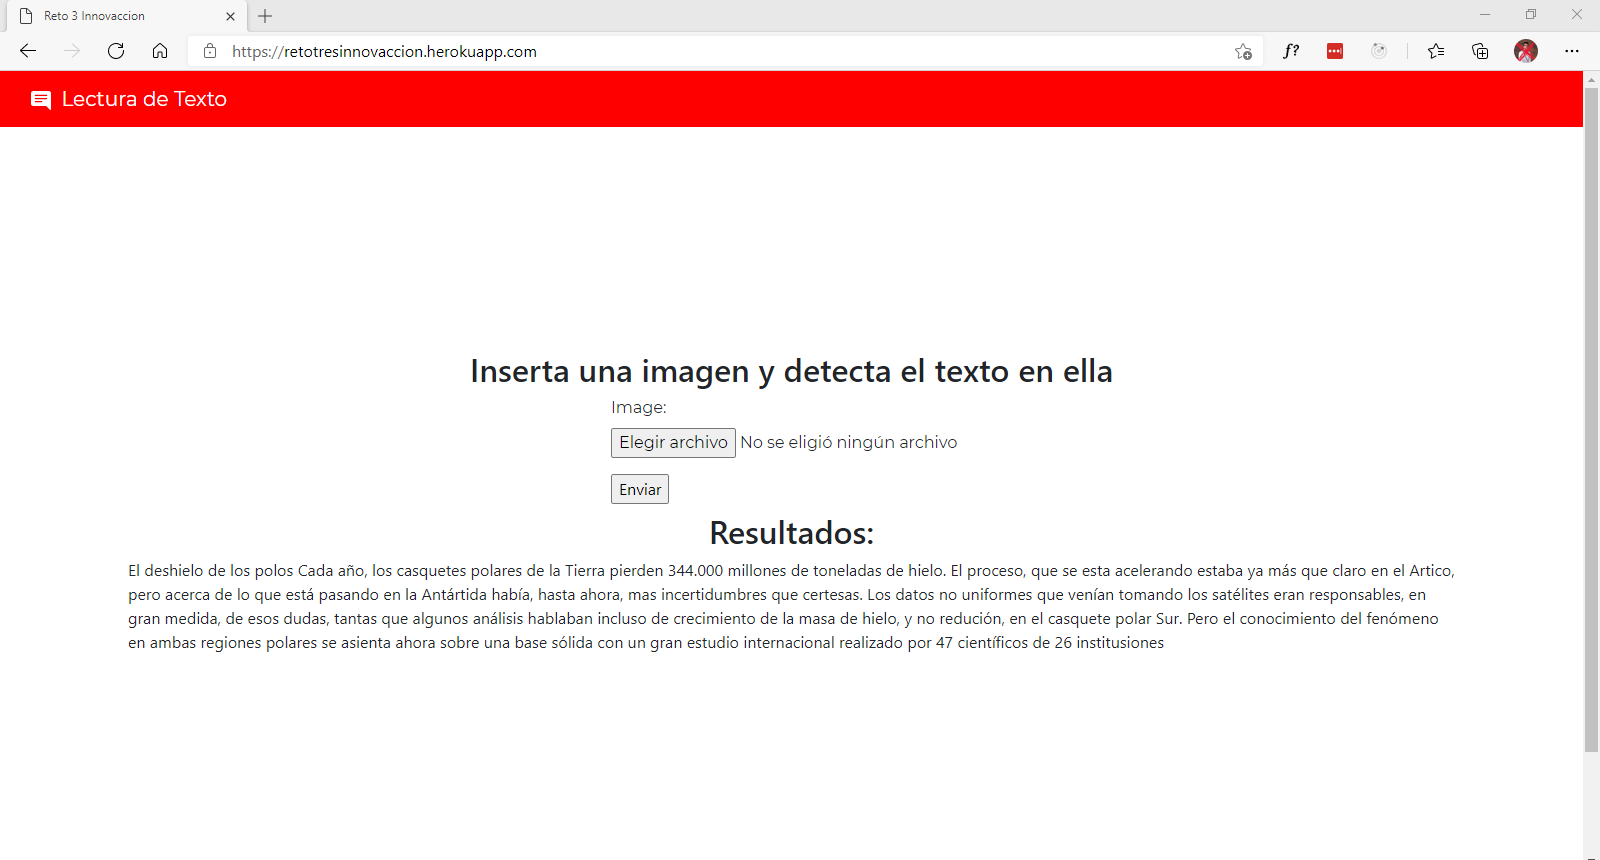 Reto 3 Innovaccion
https://retotresinnovaccion.herokuapp.com
f?
Lectura de Texto
Inserta una imagen y detecta el texto en ella
Image:
Elegir archivo No se eligió ningún archivo
Enviar
Resultados:
El deshielo de los polos Cada año, los casquetes polares de la Tierra pierden 344.000 millones de toneladas de hielo. El proceso, que se esta acelerando estaba ya más que claro en el Artico,
pero acerca de lo que está pasando en la Antártida había, hasta ahora, mas incertidumbres que certesas. Los datos no uniformes que venían tomando los satélites eran responsables, en
gran medida, de esos dudas, tantas que algunos análisis hablaban incluso de crecimiento de la masa de hielo, y no redución, en el casquete polar Sur. Pero el conocimiento del fenómeno
en ambas regiones polares se asienta ahora sobre una base sólida con un gran estudio internacional realizado por 47 científicos de 26 institusiones